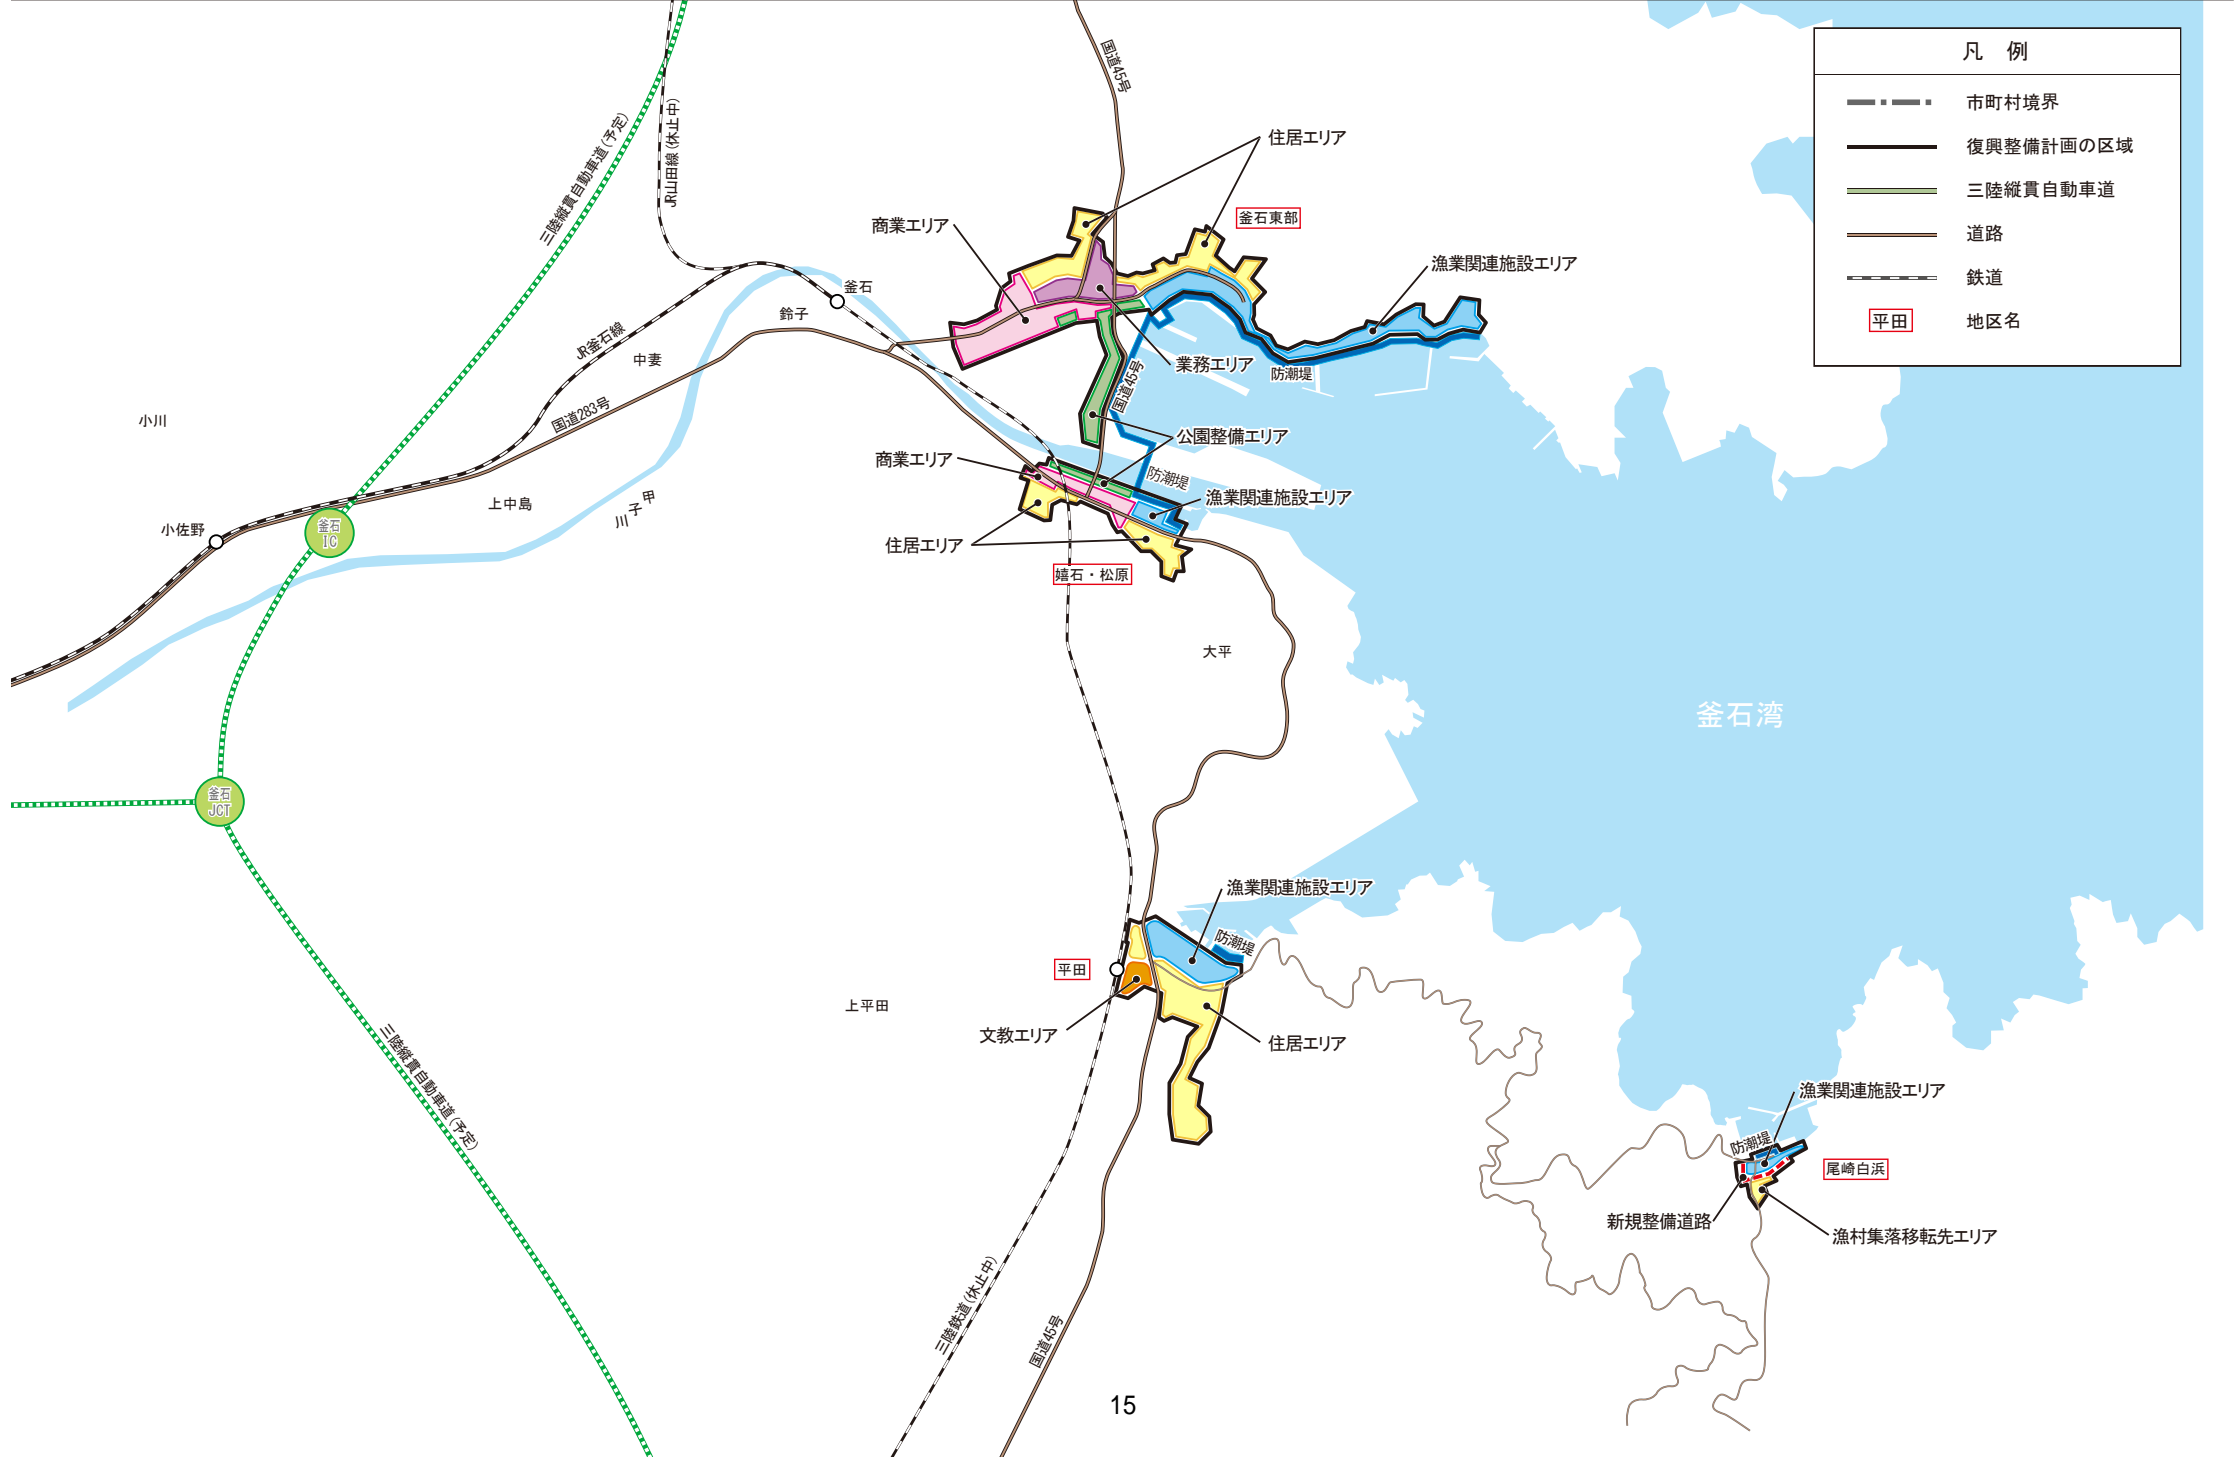 凡 例
市町村境界
復興整備計画の区域
三陸縦貫自動車道
道路
鉄道
平田
地区名
国道45号
三陸縦貫自動車道(予定)
JR山田線(休止中)
住居エリア
釜石東部
商業エリア
漁業関連施設エリア
釜石
鈴子
JR釜石線
中妻
業務エリア
防潮堤
国道45号
国道283号
小川
公園整備エリア
商業エリア
防潮堤
漁業関連施設エリア
上中島
甲子川
小佐野
釜石
IC
住居エリア
嬉石・松原
大平
釜石湾
釜石
JCT
漁業関連施設エリア
防潮堤
平田
上平田
文教エリア
住居エリア
三陸縦貫自動車道(予定)
漁業関連施設エリア
防潮堤
尾崎白浜
新規整備道路
漁村集落移転先エリア
三陸鉄道(休止中)
国道45号
15